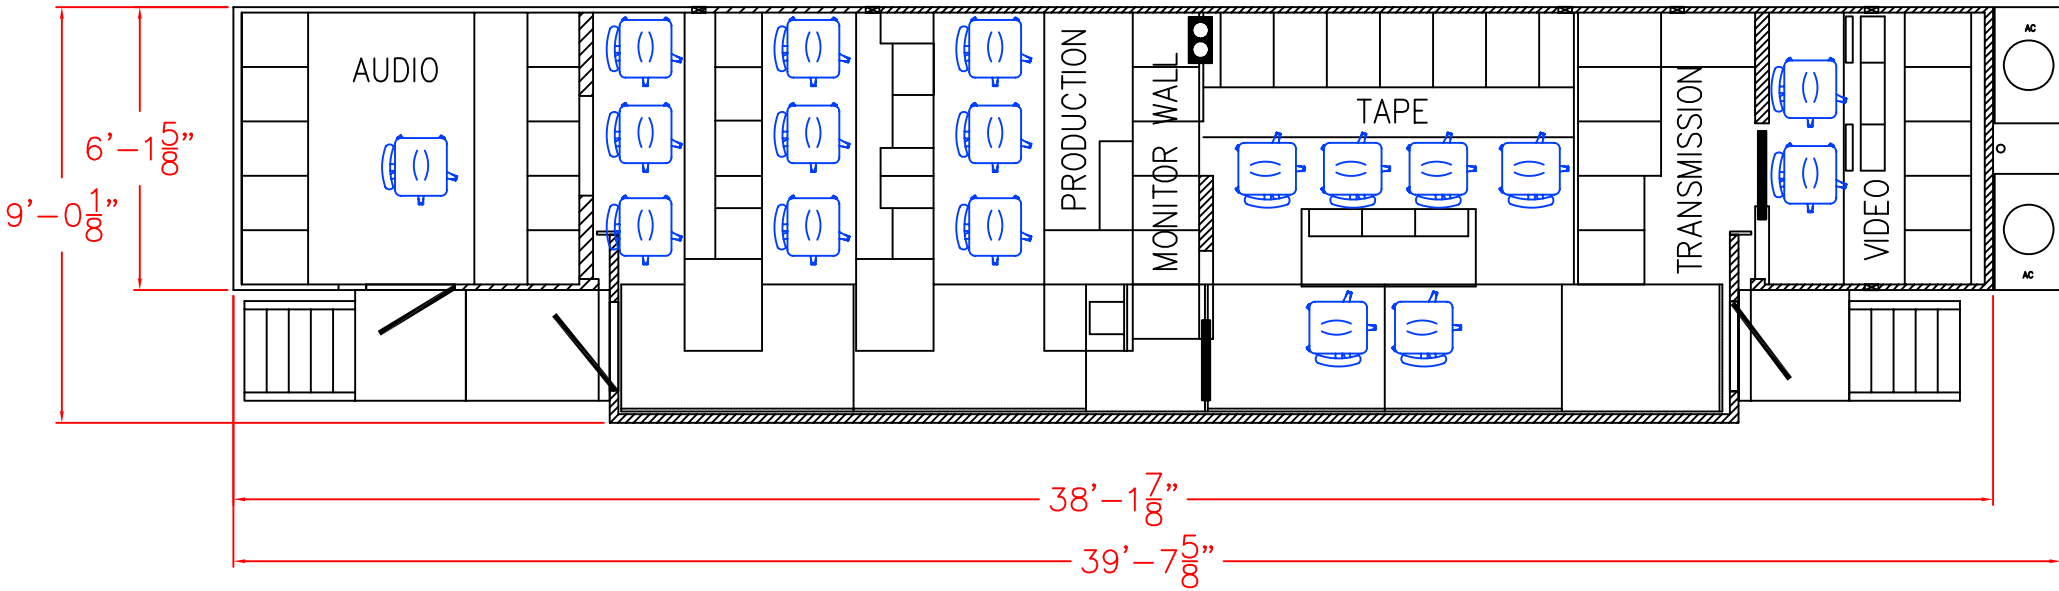 AUDIO
PRODUCTION
MONITOR WALL
TAPE
TRANSMISSION
VIDEO
AC
AC
6'-1 5/8"
9'-0 1/8"
38'-1 7/8"
39'-7 5/8"